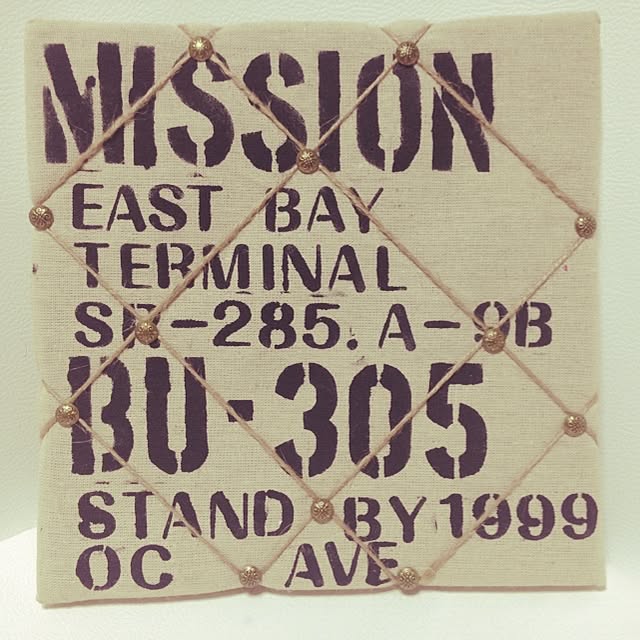 MISSION
EAST BAY
TERMINAL
SR-285. A-9B
BU-305
STAND BY 1999
OC AVE